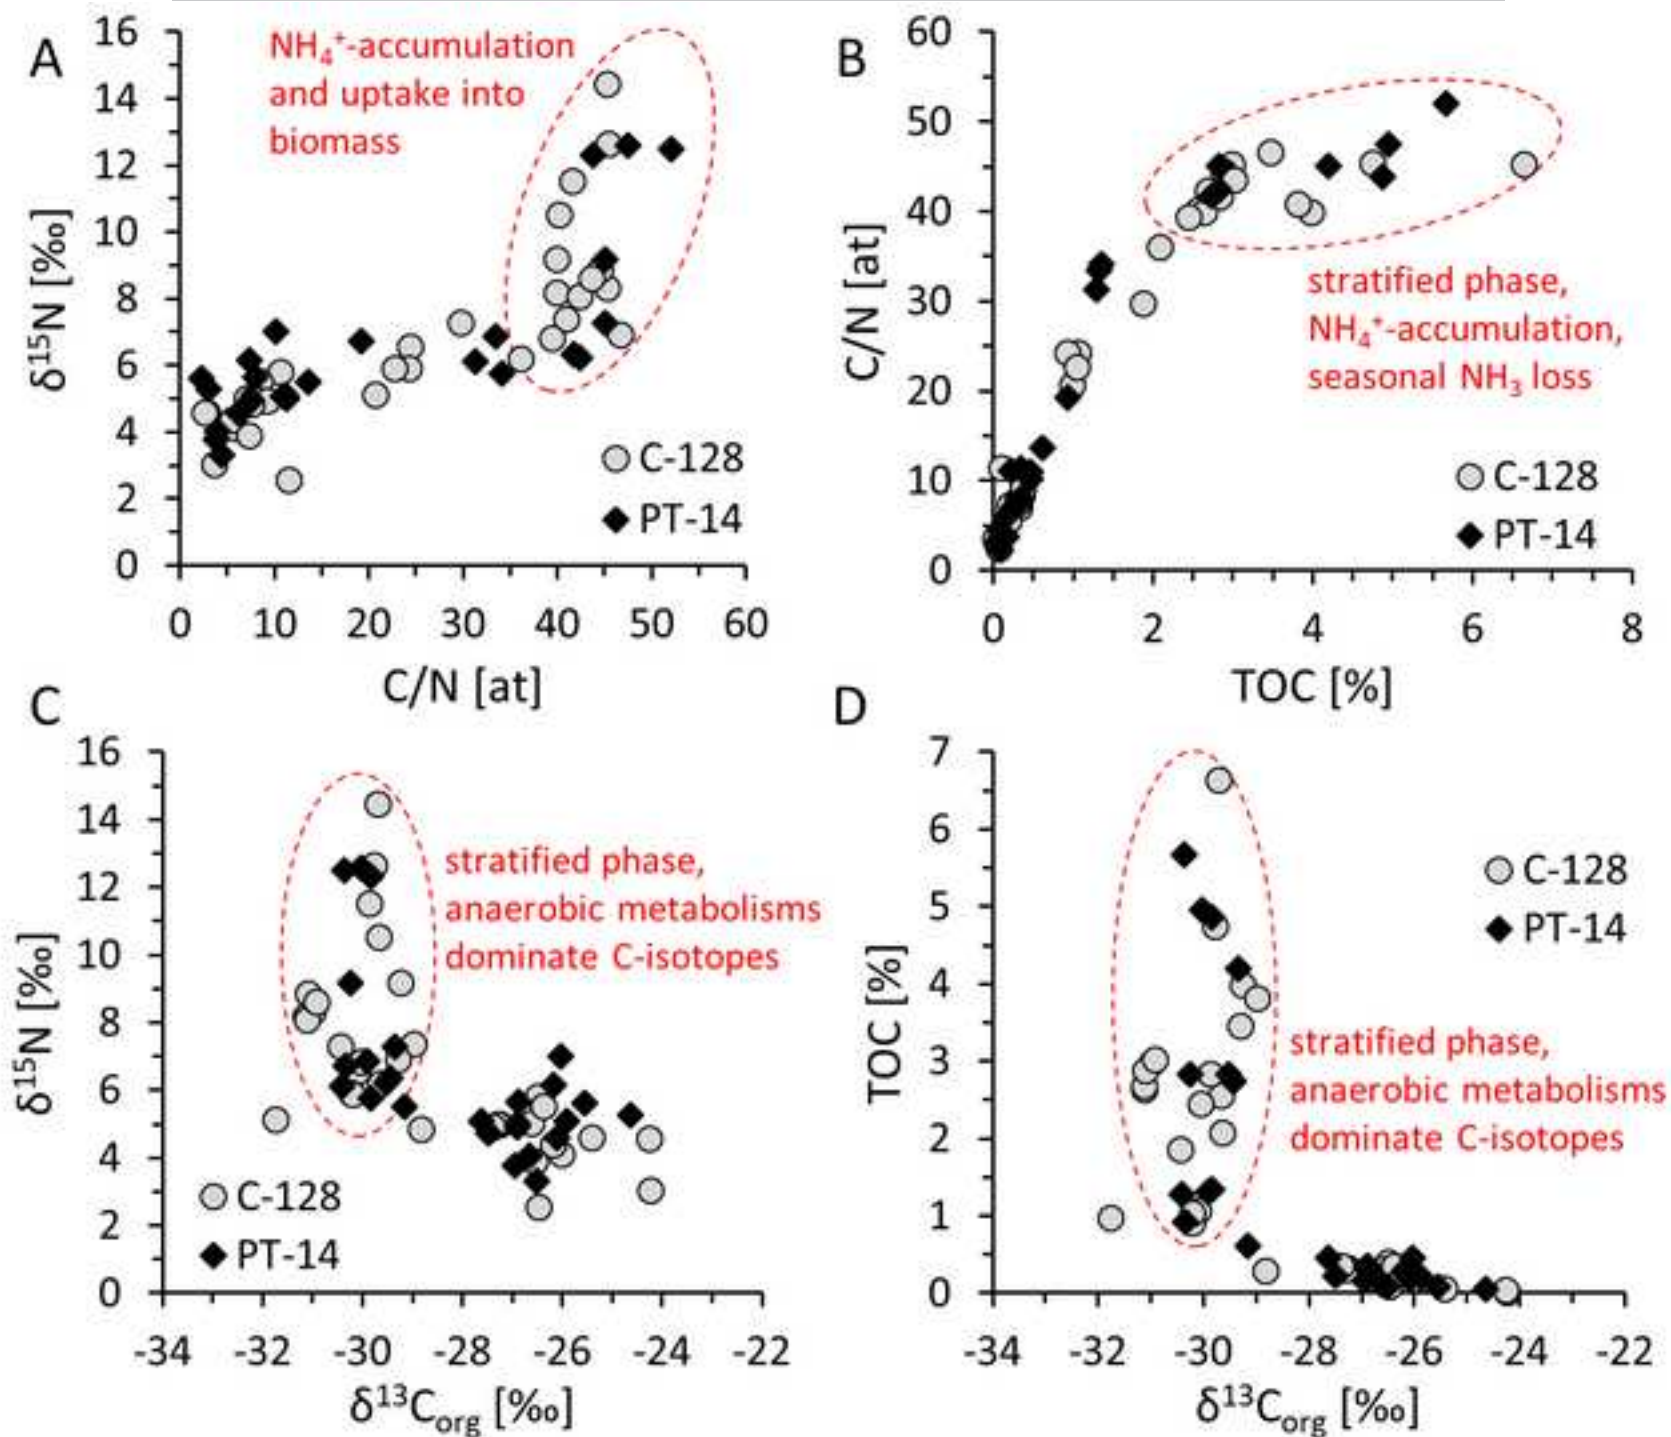 A
NH₄⁺-accumulation
and uptake into
biomass
δ¹⁵N [‰]
16
14
12
10
8
6
4
2
0
C-128
PT-14
0 10 20 30 40 50 60
C/N [at]
B
C/N [at]
60
50
40
30
20
10
0
stratified phase,
NH₄⁺-accumulation,
seasonal NH₃ loss
C-128
PT-14
0 2 4 6 8
TOC [%]
C
δ¹⁵N [‰]
16
14
12
10
8
6
4
2
0
stratified phase,
anaerobic metabolisms
dominate C-isotopes
C-128
PT-14
-34 -32 -30 -28 -26 -24 -22
δ¹³Corg [‰]
D
TOC [%]
7
6
5
4
3
2
1
0
C-128
PT-14
stratified phase,
anaerobic metabolisms
dominate C-isotopes
-34 -32 -30 -28 -26 -24 -22
δ¹³Corg [‰]